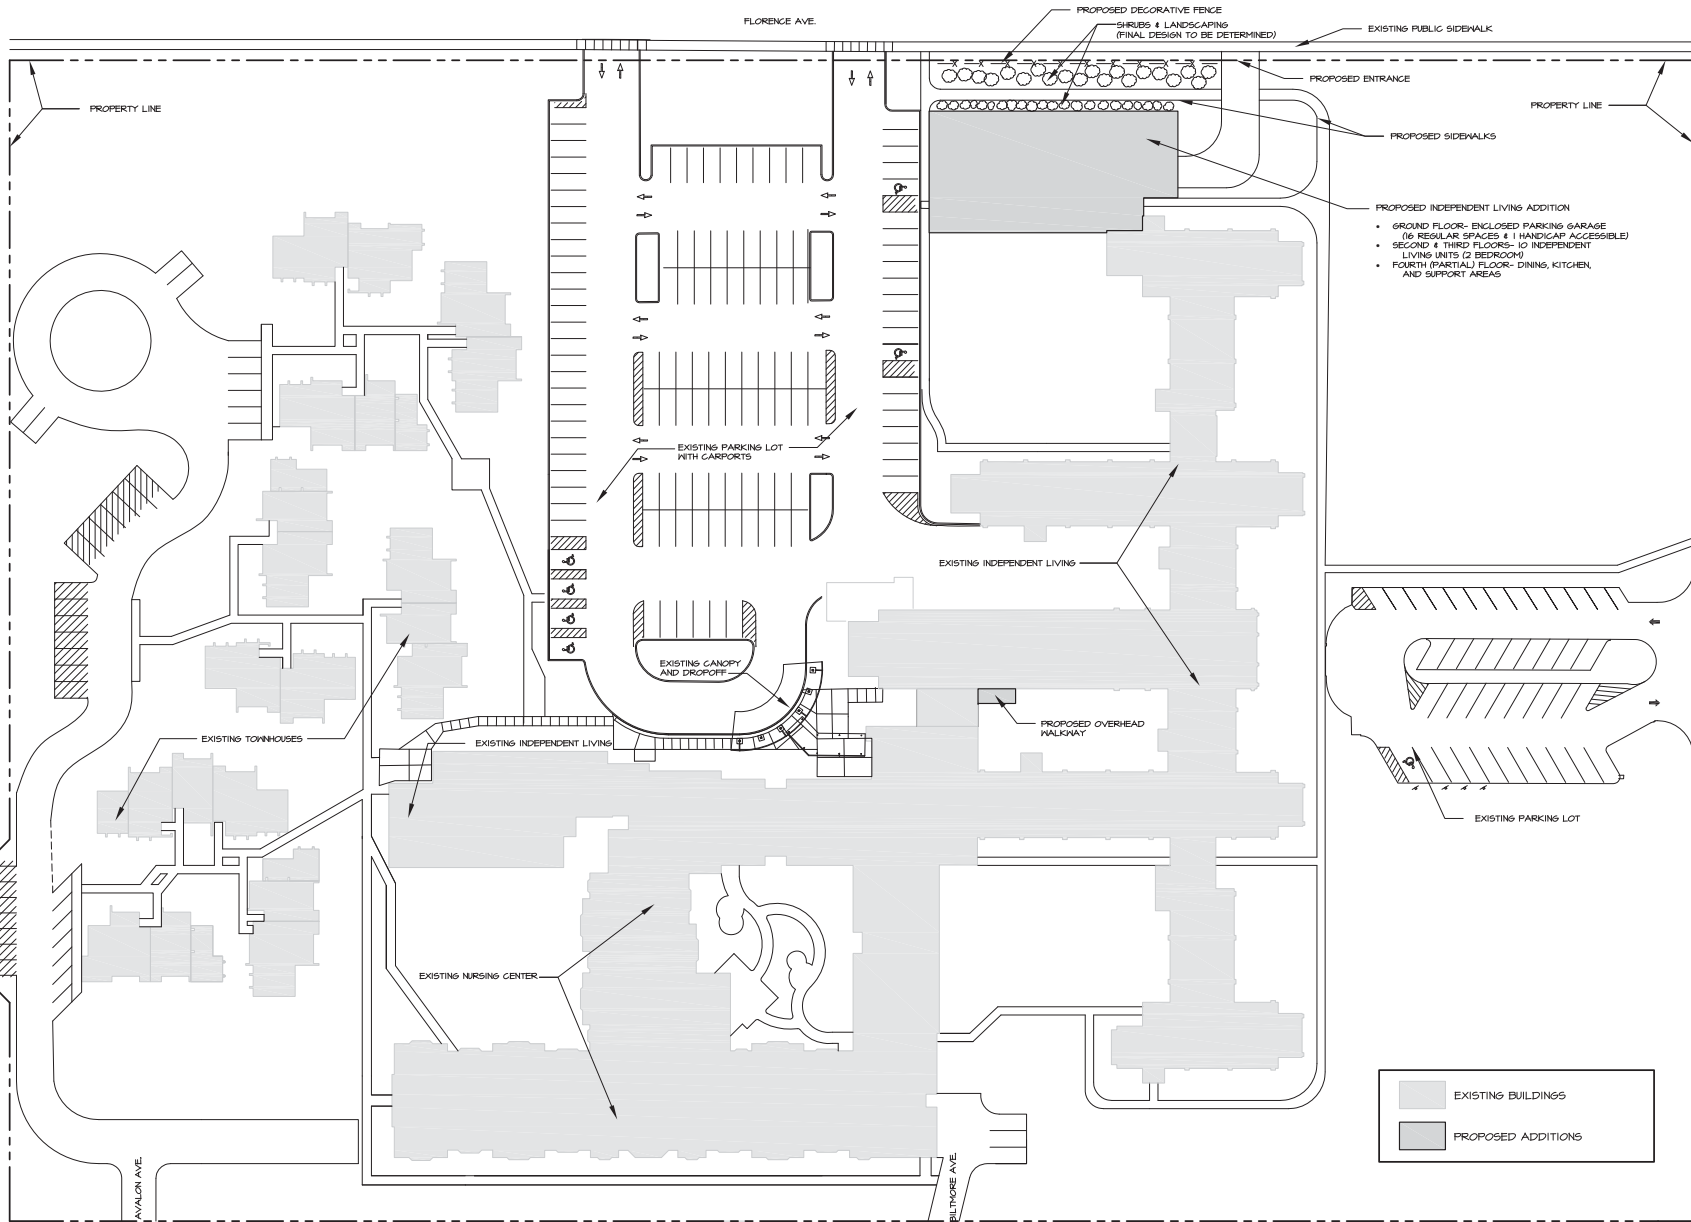 FLORENCE AVE.
PROPOSED DECORATIVE FENCE
SHRUBS & LANDSCAPING
(FINAL DESIGN TO BE DETERMINED)
EXISTING PUBLIC SIDEWALK
PROPOSED ENTRANCE
PROPERTY LINE
PROPERTY LINE
PROPOSED SIDEWALKS
PROPOSED INDEPENDENT LIVING ADDITION
• GROUND FLOOR- ENCLOSED PARKING GARAGE
(16 REGULAR SPACES & 1 HANDICAP ACCESSIBLE)
• SECOND & THIRD FLOORS- 10 INDEPENDENT
LIVING UNITS (2 BEDROOM)
• FOURTH (PARTIAL) FLOOR- DINING, KITCHEN,
AND SUPPORT AREAS
EXISTING PARKING LOT
WITH CARPORTS
EXISTING INDEPENDENT LIVING
EXISTING CANOPY
AND DROPOFF
PROPOSED OVERHEAD
WALKWAY
EXISTING TOWNHOUSES
EXISTING INDEPENDENT LIVING
EXISTING PARKING LOT
EXISTING NURSING CENTER
EXISTING BUILDINGS
PROPOSED ADDITIONS
AVALON AVE.
BILTMORE AVE.